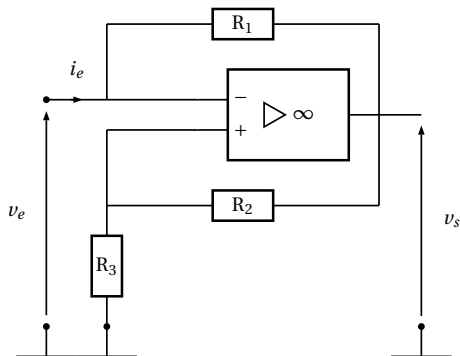 R₁
iₑ
−
▷ ∞
+
R₂
vₑ
vₛ
R₃